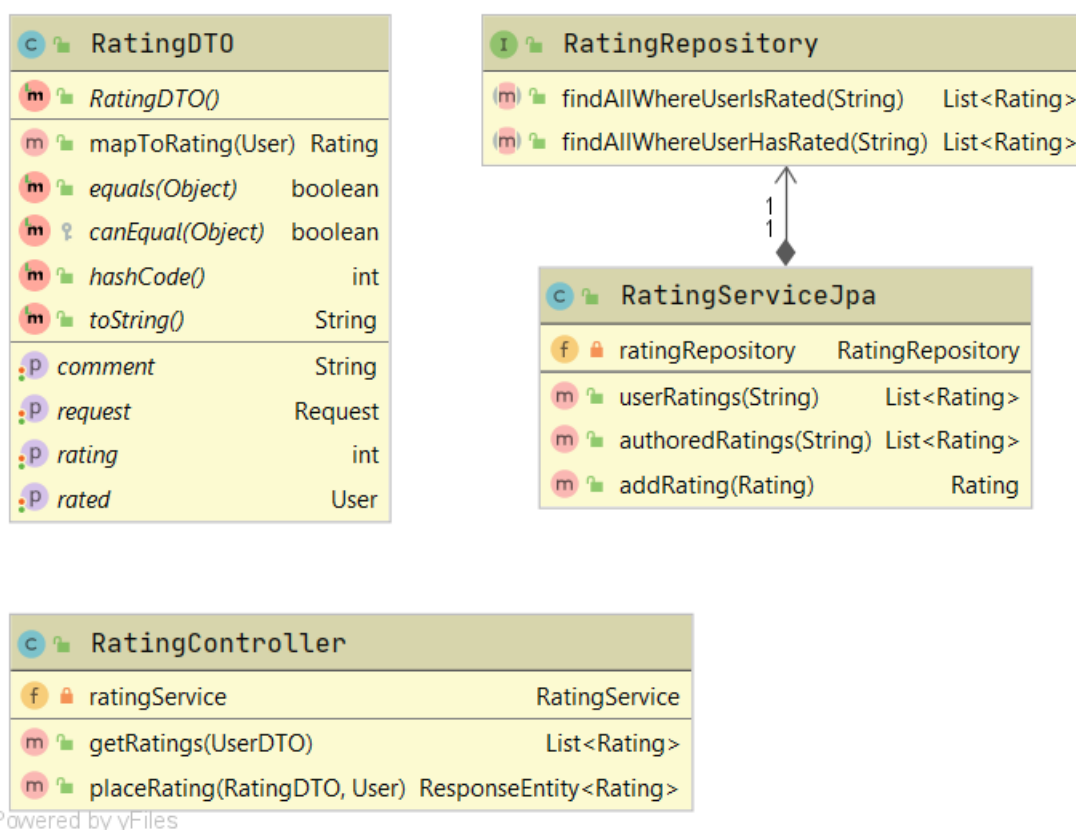 RatingDTO
RatingDTO()
mapToRating(User) Rating
equals(Object) boolean
canEqual(Object) boolean
hashCode() int
toString() String
comment String
request Request
rating int
rated User
RatingRepository
findAllWhereUserIsRated(String) List<Rating>
findAllWhereUserHasRated(String) List<Rating>
1
1
RatingServiceJpa
ratingRepository RatingRepository
userRatings(String) List<Rating>
authoredRatings(String) List<Rating>
addRating(Rating) Rating
RatingController
ratingService RatingService
getRatings(UserDTO) List<Rating>
placeRating(RatingDTO, User) ResponseEntity<Rating>
Powered by yFiles